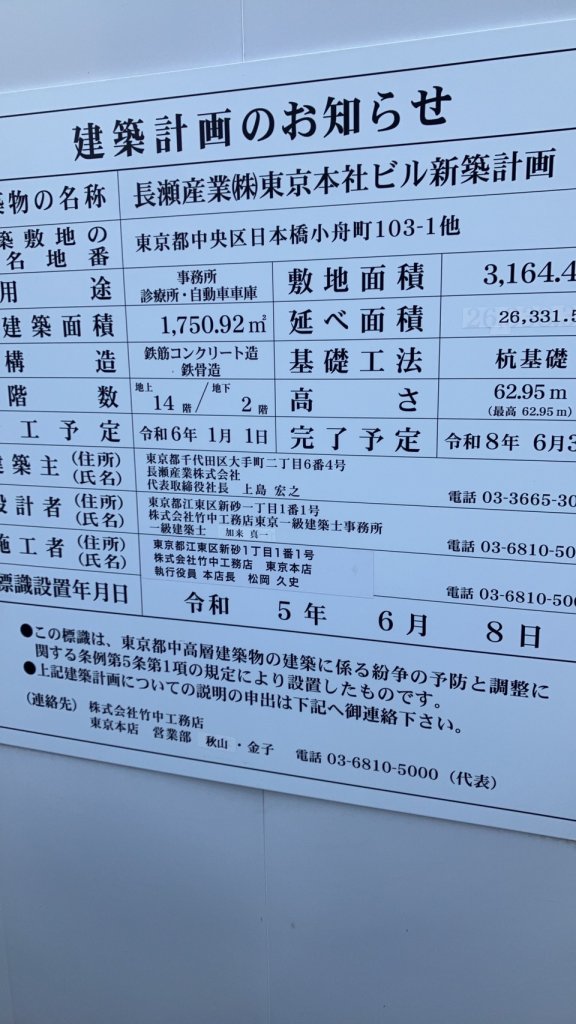 建築計画のお知らせ
築物の名称 長瀬産業㈱東京本社ビル新築計画
築敷地の
名地番 東京都中央区日本橋小舟町103-1他
用途 事務所
診療所・自動車車庫 敷地面積 3,164.4
建築面積 1,750.92㎡ 延べ面積 26,331.5
構造 鉄筋コンクリート造
鉄骨造 基礎工法 杭基礎
階数 地上14階/地下2階 高さ 62.95m
(最高 62.95m)
工予定 令和6年 1月 1日 完了予定 令和8年 6月3
建築主 (住所)
(氏名) 東京都千代田区大手町二丁目6番4号
長瀬産業株式会社
代表取締役社長 上島 宏之 電話 03-3665-30
設計者 (住所)
(氏名) 東京都江東区新砂一丁目1番1号
株式会社竹中工務店東京一級建築士事務所
一級建築士 加来 真一 電話 03-6810-50
施工者 (住所)
(氏名) 東京都江東区新砂1丁目1番1号
株式会社竹中工務店 東京本店
執行役員 本店長 松岡 久史 電話 03-6810-500
標識設置年月日 令和 5年 6月 8日
●この標識は、東京都中高層建築物の建築に係る紛争の予防と調整に
関する条例第5条第1項の規定により設置したものです。
●上記建築計画についての説明の申出は下記へ御連絡下さい。
(連絡先) 株式会社竹中工務店
東京本店 営業部 秋山・金子 電話 03-6810-5000(代表)